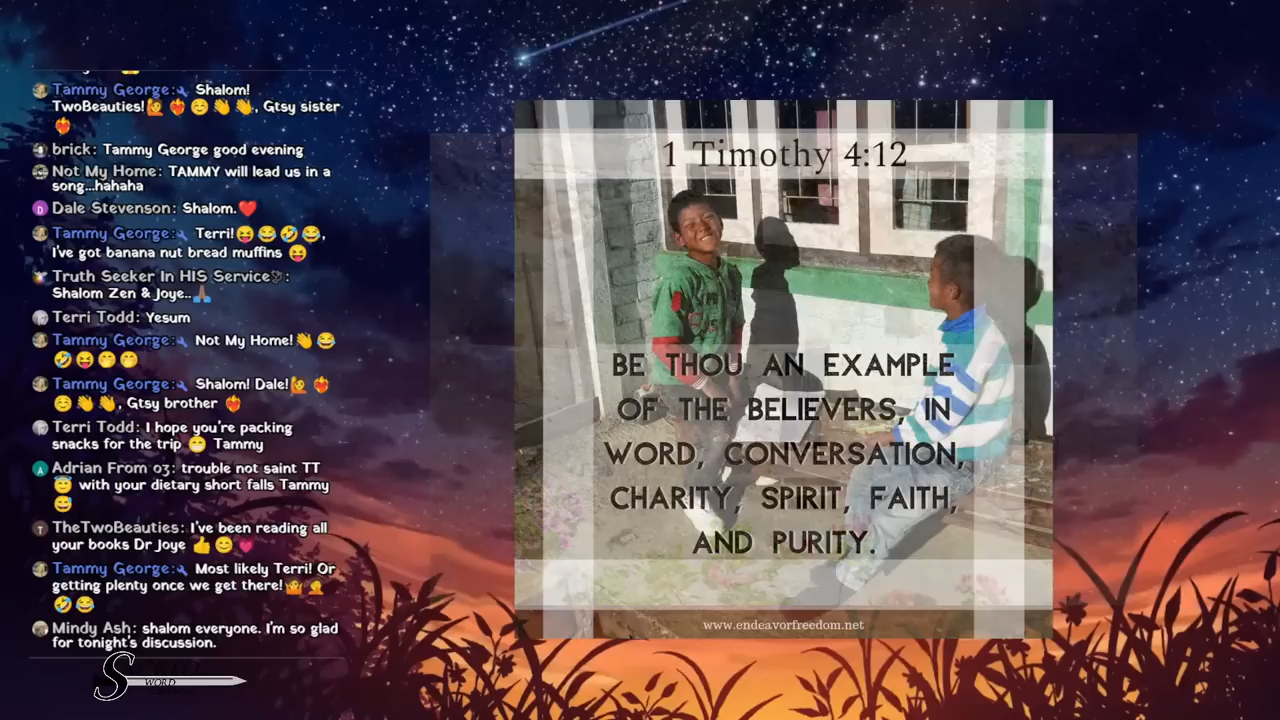 Tammy George: Shalom!
TwoBeauties!🙋❤️‍🔥☺️👋👋, Gtsy sister
❤️‍🔥
brick: Tammy George good evening
Not My Home: TAMMY will lead us in a
song...hahaha
Dale Stevenson: Shalom.❤️
Tammy George: Terri!😝😂🤣😂,
I've got banana nut bread muffins 😝
Truth Seeker In HIS Service🕊:
Shalom Zen & Joye..🙏🏽
Terri Todd: Yesum
Tammy George: Not My Home!👋😂
🤣😝🤭🤭
Tammy George: Shalom! Dale!🙋❤️‍🔥
☺️👋👋, Gtsy brother ❤️‍🔥
Terri Todd: I hope you're packing
snacks for the trip 😁 Tammy
Adrian From 03: trouble not saint TT
😇 with your dietary short falls Tammy
😅
TheTwoBeauties: I've been reading all
your books Dr Joye 👍😊💗
Tammy George: Most likely Terri! Or
getting plenty once we get there!🤷🤦
🤣😂
Mindy Ash: shalom everyone. I'm so glad
for tonight's discussion.
S
WORD
1 Timothy 4:12
BE THOU AN EXAMPLE
OF THE BELIEVERS, IN
WORD, CONVERSATION,
CHARITY, SPIRIT, FAITH,
AND PURITY.
www.endeavorfreedom.net